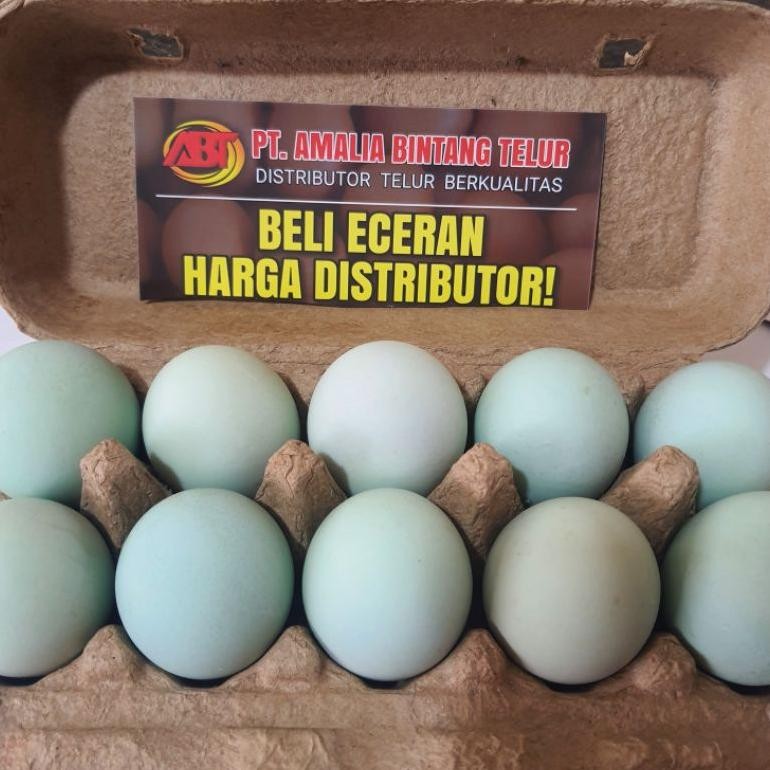 ABT
PT. AMALIA BINTANG TELUR
DISTRIBUTOR TELUR BERKUALITAS
BELI ECERAN
HARGA DISTRIBUTOR!